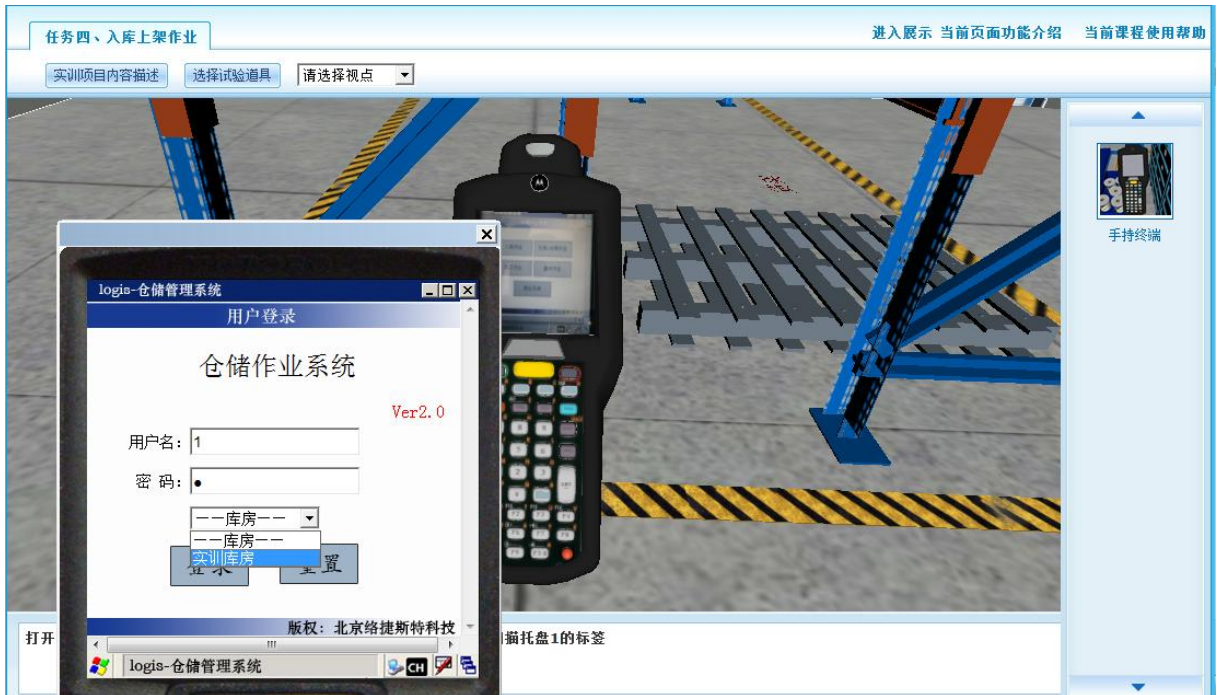 任务四、入库上架作业
进入展示 当前页面功能介绍 当前课程使用帮助
实训项目内容描述 选择试验道具 请选择视点
手持终端
logis-仓储管理系统
用户登录
仓储作业系统
Ver2.0
用户名: 1
密 码: ●
——库房——
——库房——
实训库房
登录 重置
版权: 北京络捷斯特科技
打开
描托盘1的标签
logis-仓储管理系统 CH